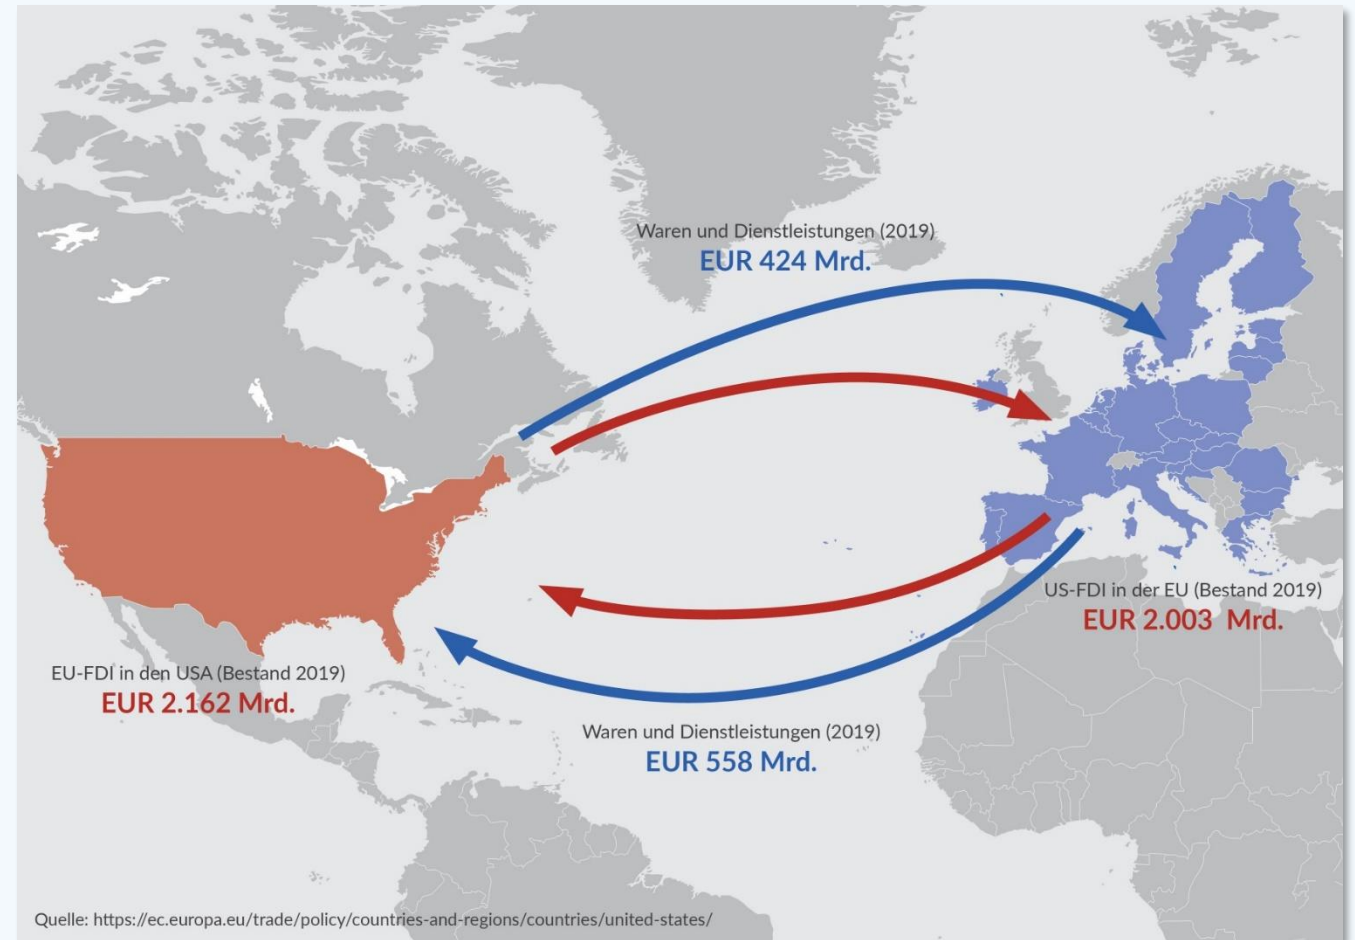 Waren und Dienstleistungen (2019)
EUR 424 Mrd.
US-FDI in der EU (Bestand 2019)
EUR 2.003 Mrd.
EU-FDI in den USA (Bestand 2019)
EUR 2.162 Mrd.
Waren und Dienstleistungen (2019)
EUR 558 Mrd.
Quelle: https://ec.europa.eu/trade/policy/countries-and-regions/countries/united-states/